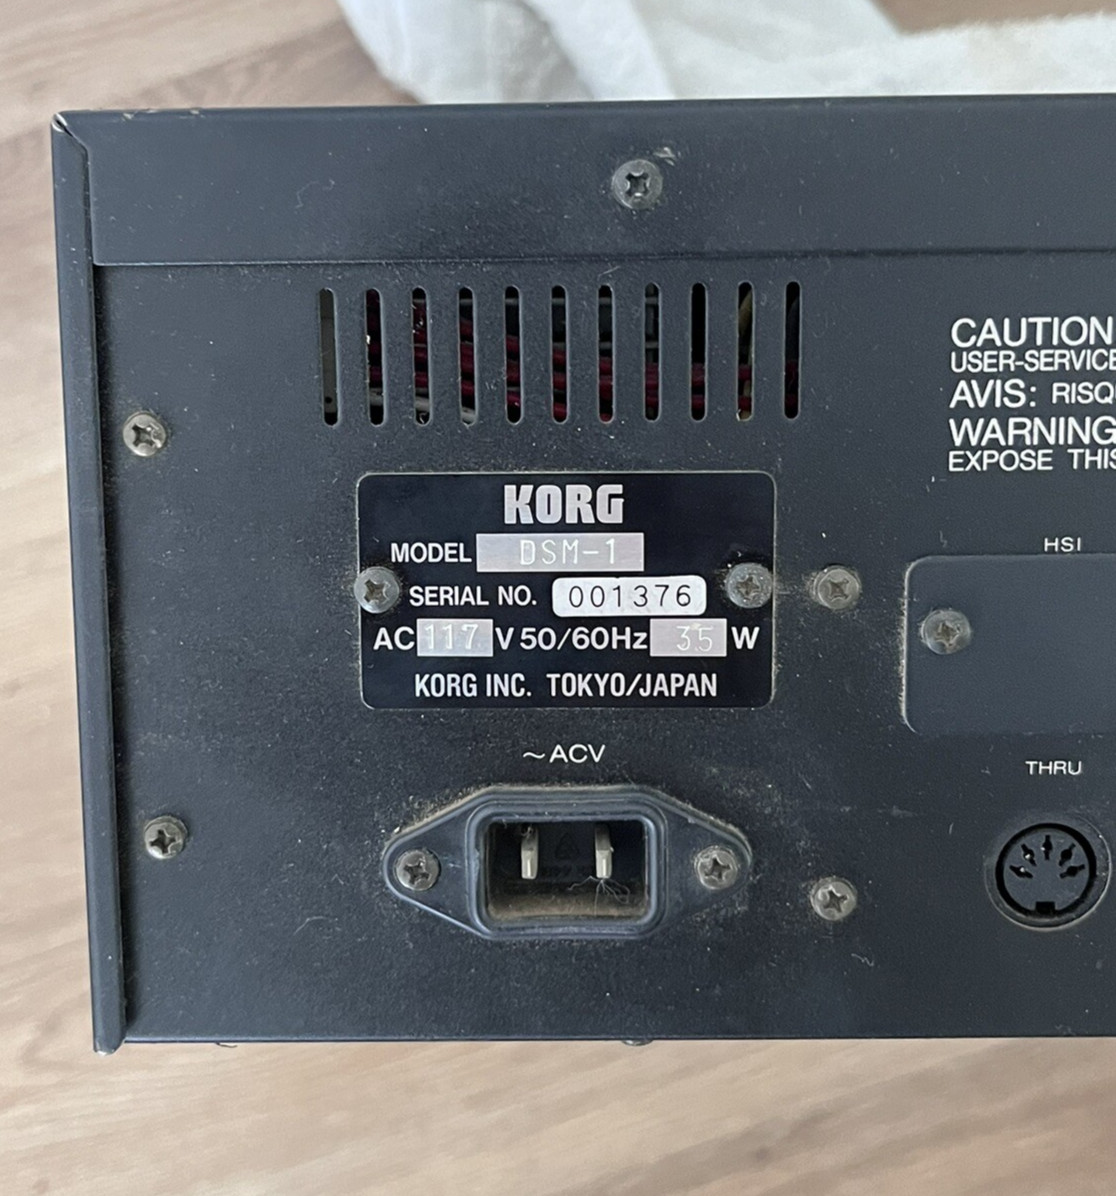 CAUTION
USER-SERVICE
AVIS: RISQ
WARNING
EXPOSE THIS
KORG
MODEL DSM-1
SERIAL NO. 001376
AC 117 V 50/60Hz 35 W
KORG INC. TOKYO/JAPAN
HSI
~ACV
THRU